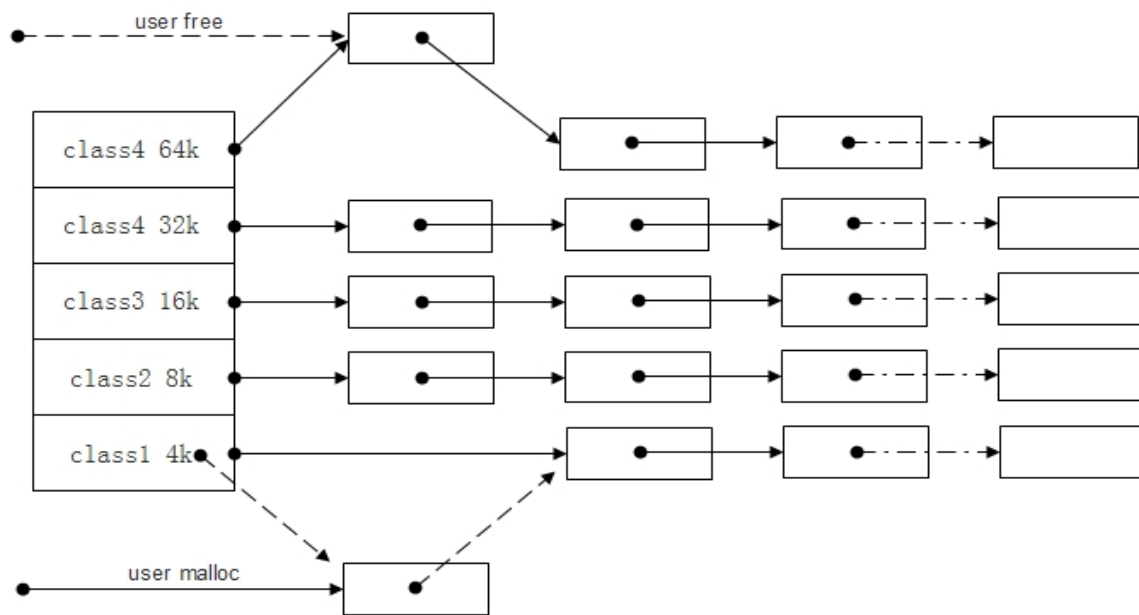 user free
class4 64k
class4 32k
class3 16k
class2 8k
class1 4k
user malloc